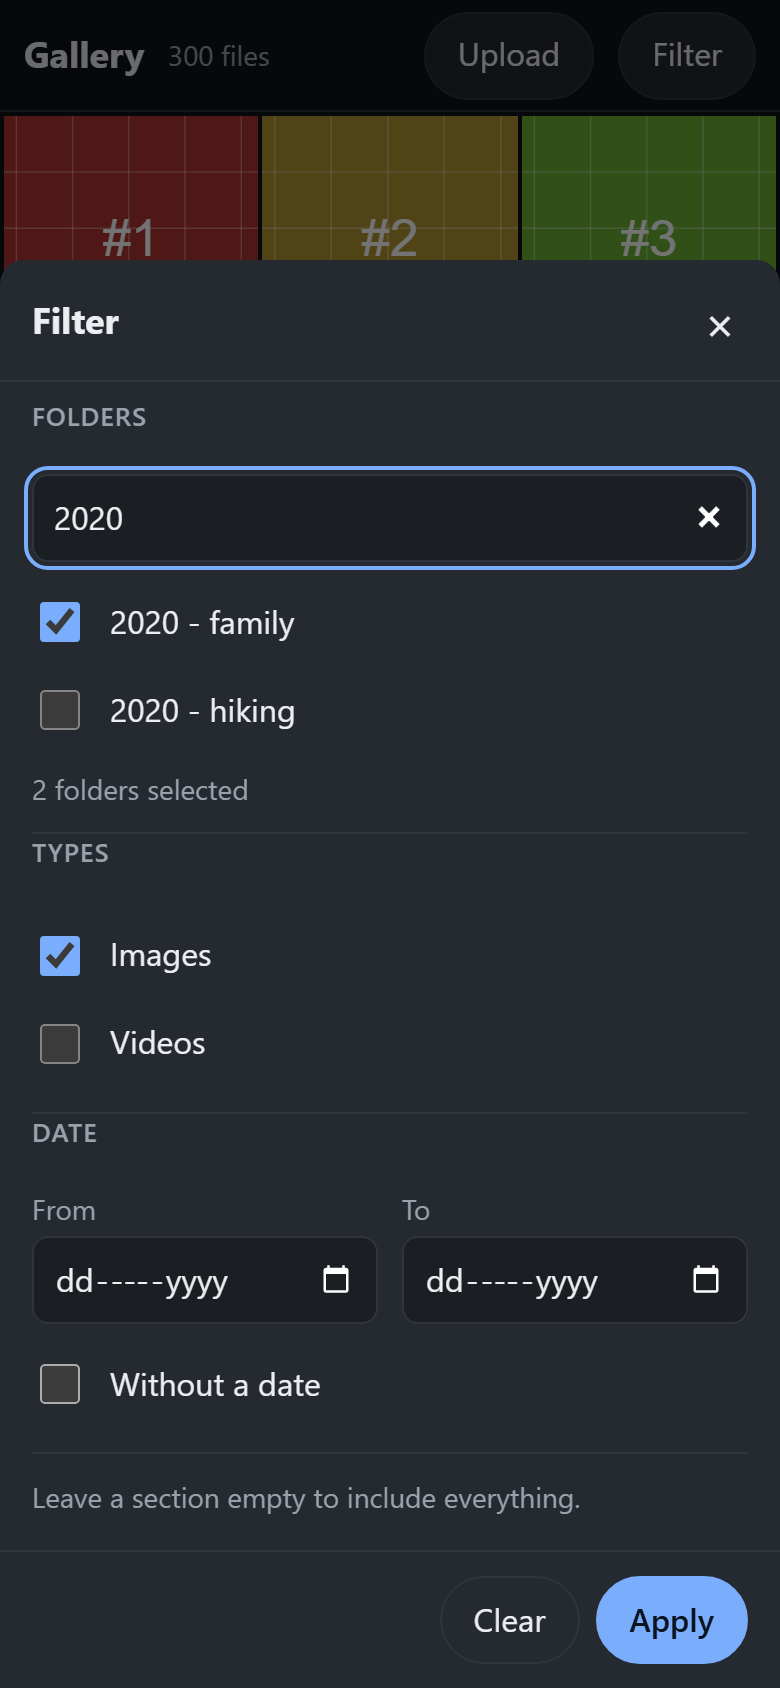 Gallery 300 files Upload Filter
#1 #2 #3
Filter
FOLDERS
2020
2020 - family
2020 - hiking
2 folders selected
TYPES
Images
Videos
DATE
From To
dd-----yyyy dd-----yyyy
Without a date
Leave a section empty to include everything.
Clear Apply